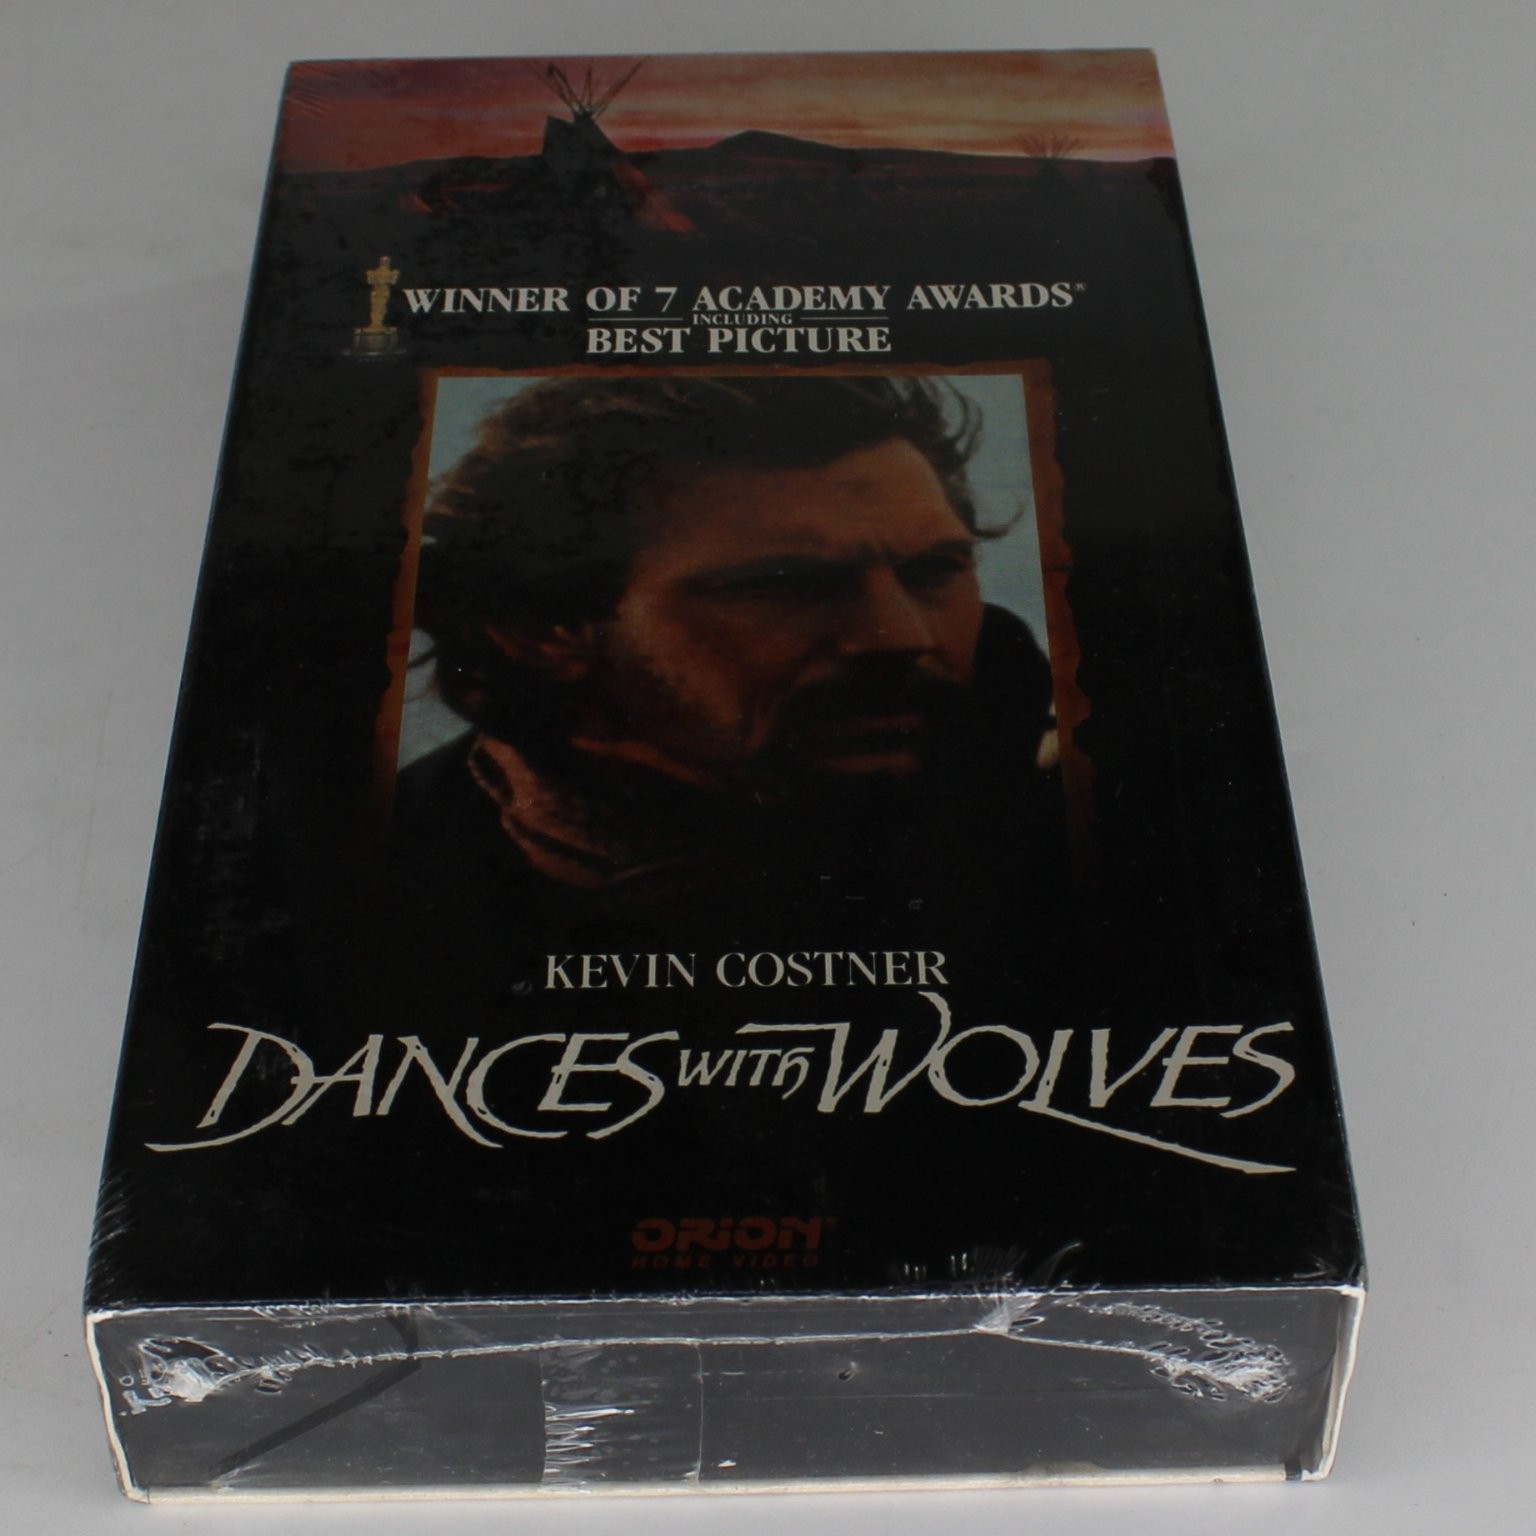 WINNER OF 7 ACADEMY AWARDS®
INCLUDING
BEST PICTURE
KEVIN COSTNER
DANCES WITH WOLVES
ORION
HOME VIDEO